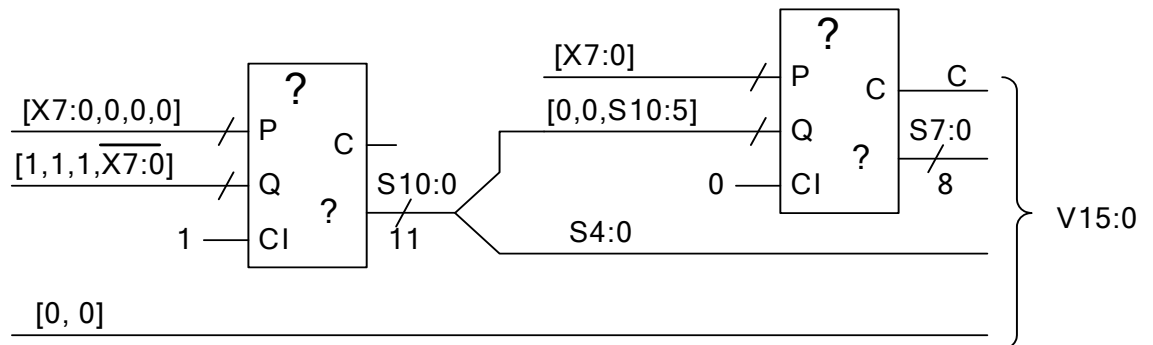 ?
[X7:0]
P
C
C
?
[X7:0,0,0,0]
P
[0,0,S10:5]
Q
S7:0
C
?
[1,1,1,X̅7̅:̅0̅]
Q
S10:0
0
CI
8
?
1
CI
11
S4:0
V15:0
[0, 0]